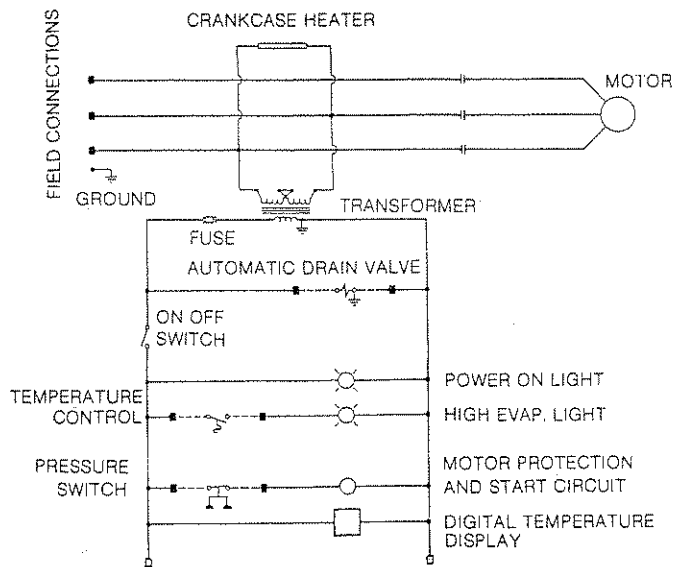 CRANKCASE HEATER
FIELD CONNECTIONS
MOTOR
GROUND
TRANSFORMER
FUSE
AUTOMATIC DRAIN VALVE
ON OFF
SWITCH
POWER ON LIGHT
TEMPERATURE
CONTROL
HIGH EVAP. LIGHT
PRESSURE
SWITCH
MOTOR PROTECTION
AND START CIRCUIT
DIGITAL TEMPERATURE
DISPLAY